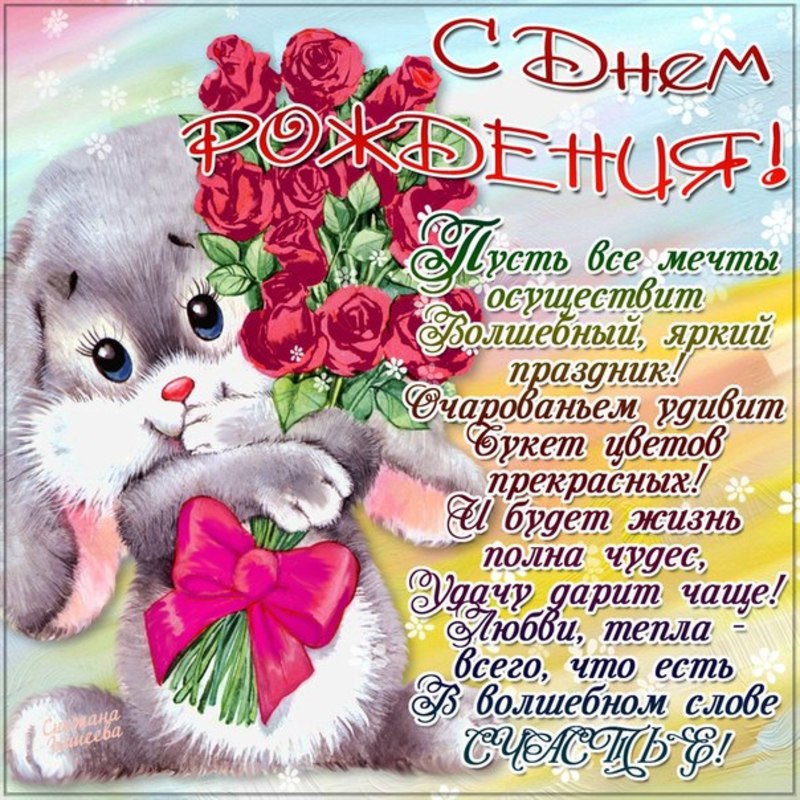 С Днем
РОЖДЕНИЯ!
Пусть все мечты
осуществит
Волшебный, яркий
праздник!
Очарованьем удивит
Букет цветов
прекрасных!
И будет жизнь
полна чудес,
Удачу дарит чаще!
Любви, тепла -
всего, что есть
В волшебном слове
СЧАСТЬЕ!